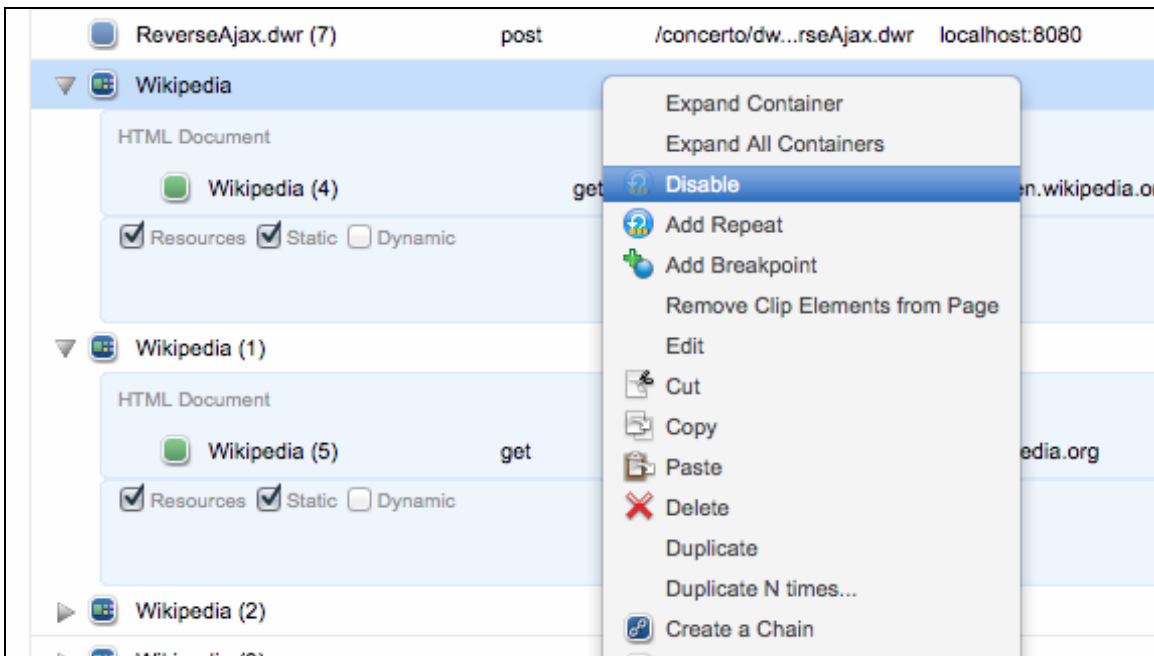 ReverseAjax.dwr (7) post /concerto/dw...rseAjax.dwr localhost:8080
Wikipedia
Expand Container
HTML Document
Expand All Containers
Wikipedia (4) get Disable en.wikipedia.o
Add Repeat
Resources Static Dynamic
Add Breakpoint
Remove Clip Elements from Page
Wikipedia (1) Edit
Cut
HTML Document
Copy
Wikipedia (5) get edia.org
Paste
Resources Static Dynamic Delete
Duplicate
Duplicate N times...
Wikipedia (2)
Create a Chain